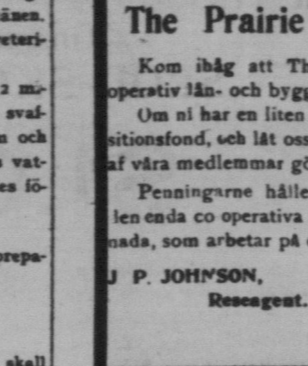 änen.
veteri-
svaf-
och
vat-
es fö-
prepa-
skall
The Prairie
Kom ihåg att Th
operativ lån- och bygg
Om ni har en liten
sitionsfond, och låt oss
af våra medlemmar gö
Penningarne hålle
len enda co operativa
nada, som arbetar på
J P. JOHNSON,
Reseagent.